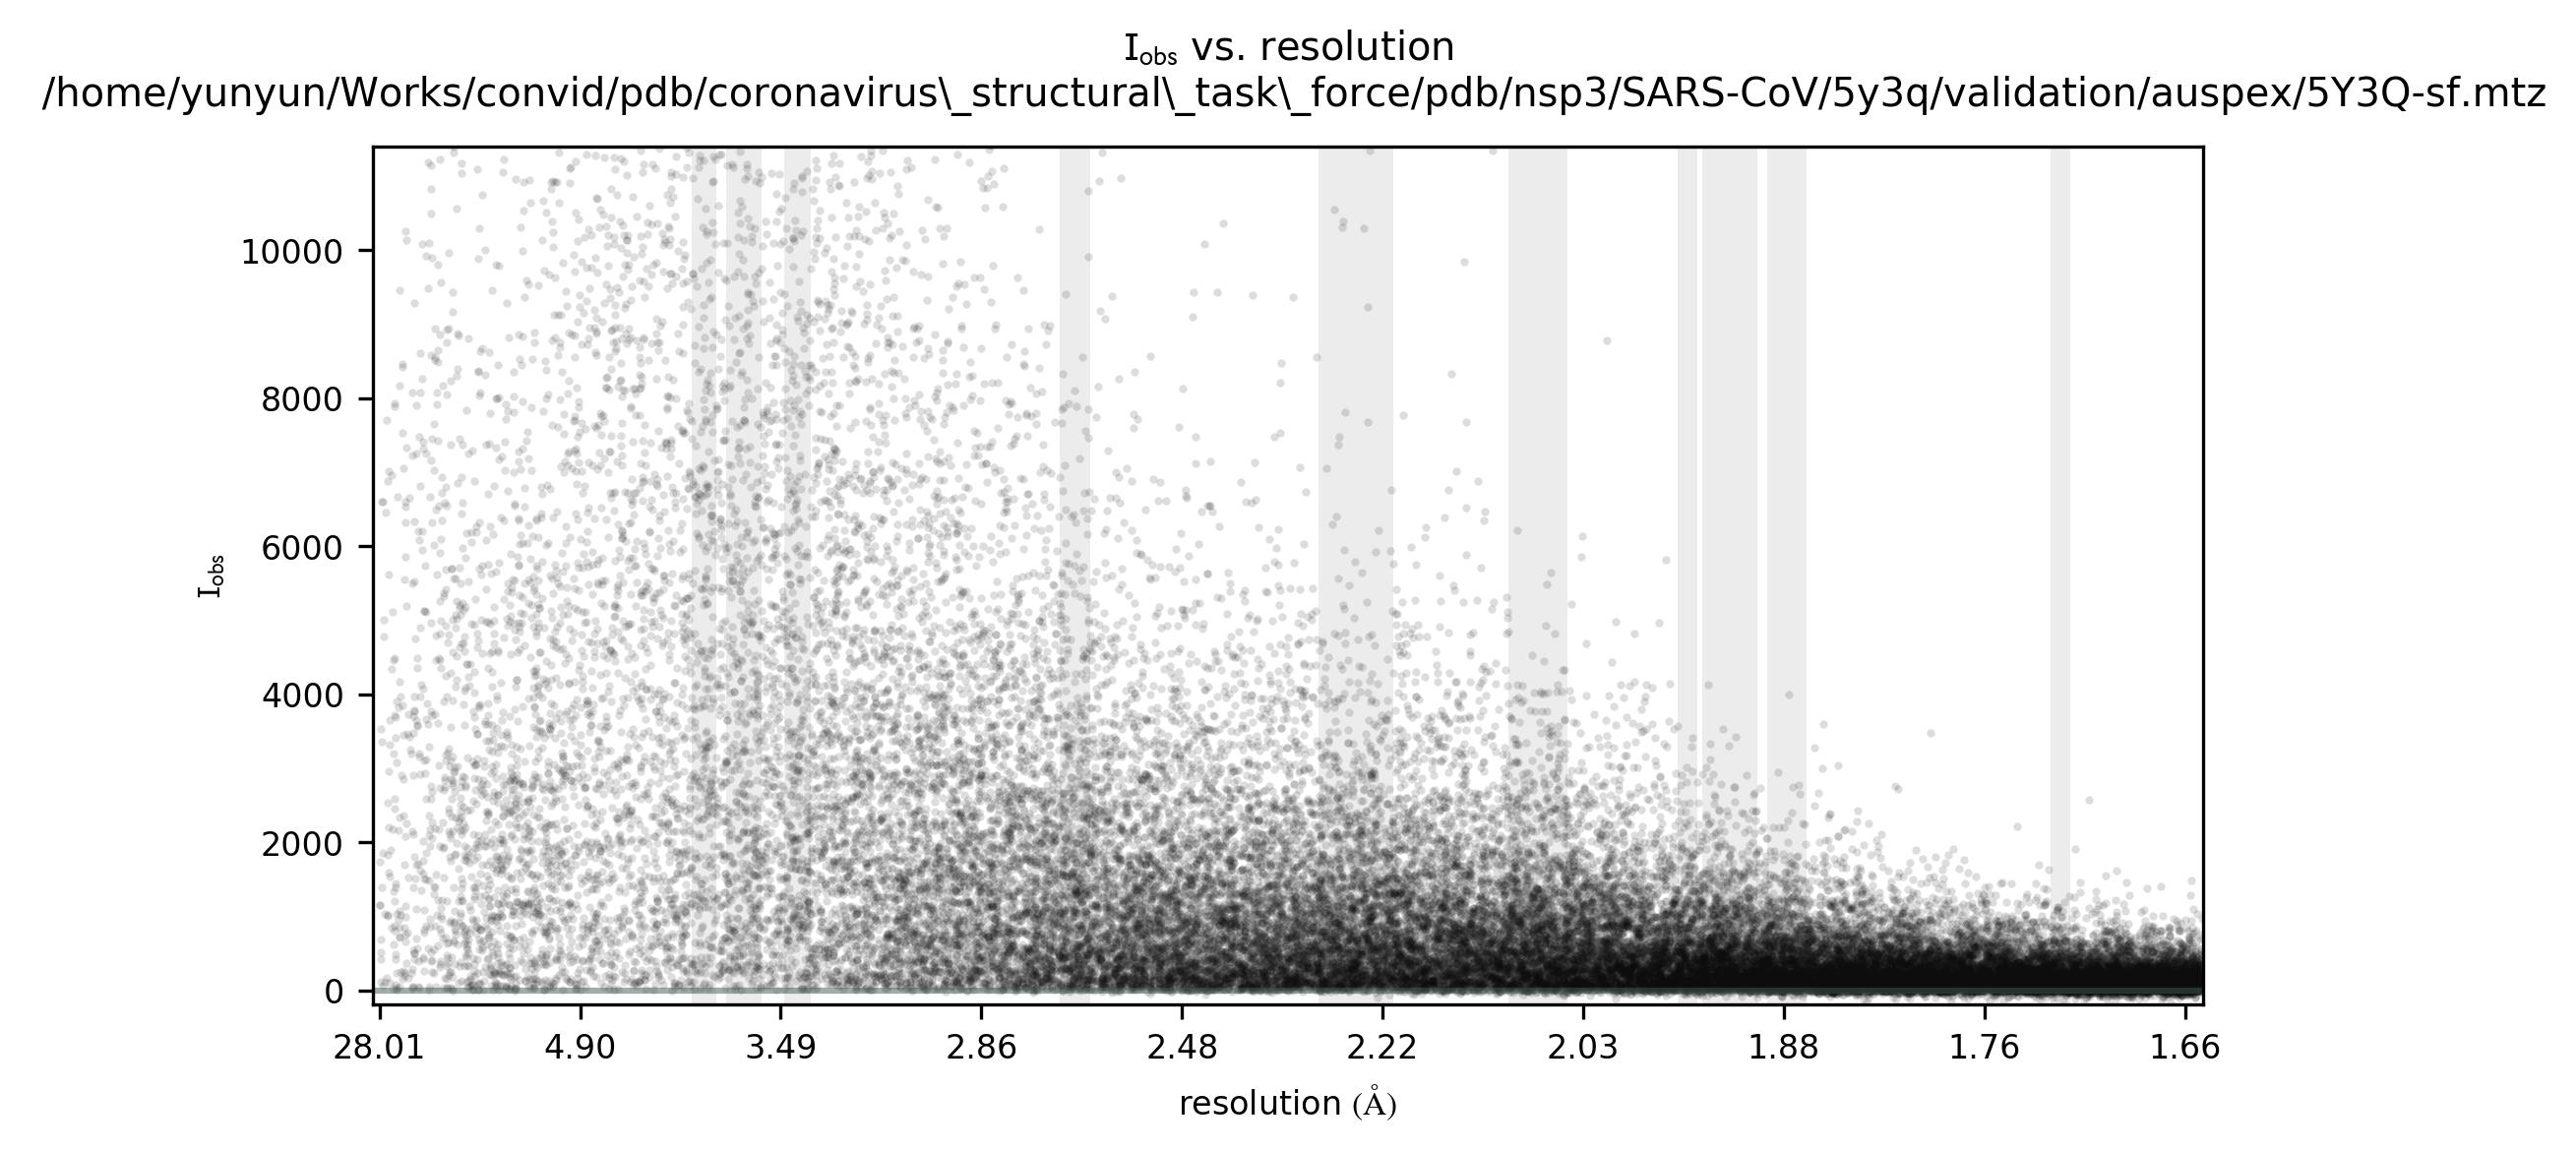 I_obs vs. resolution
/home/yunyun/Works/convid/pdb/coronavirus\_structural\_task\_force/pdb/nsp3/SARS-CoV/5y3q/validation/auspex/5Y3Q-sf.mtz
10000
8000
6000
4000
2000
0
I_obs
28.01 4.90 3.49 2.86 2.48 2.22 2.03 1.88 1.76 1.66
resolution (Å)